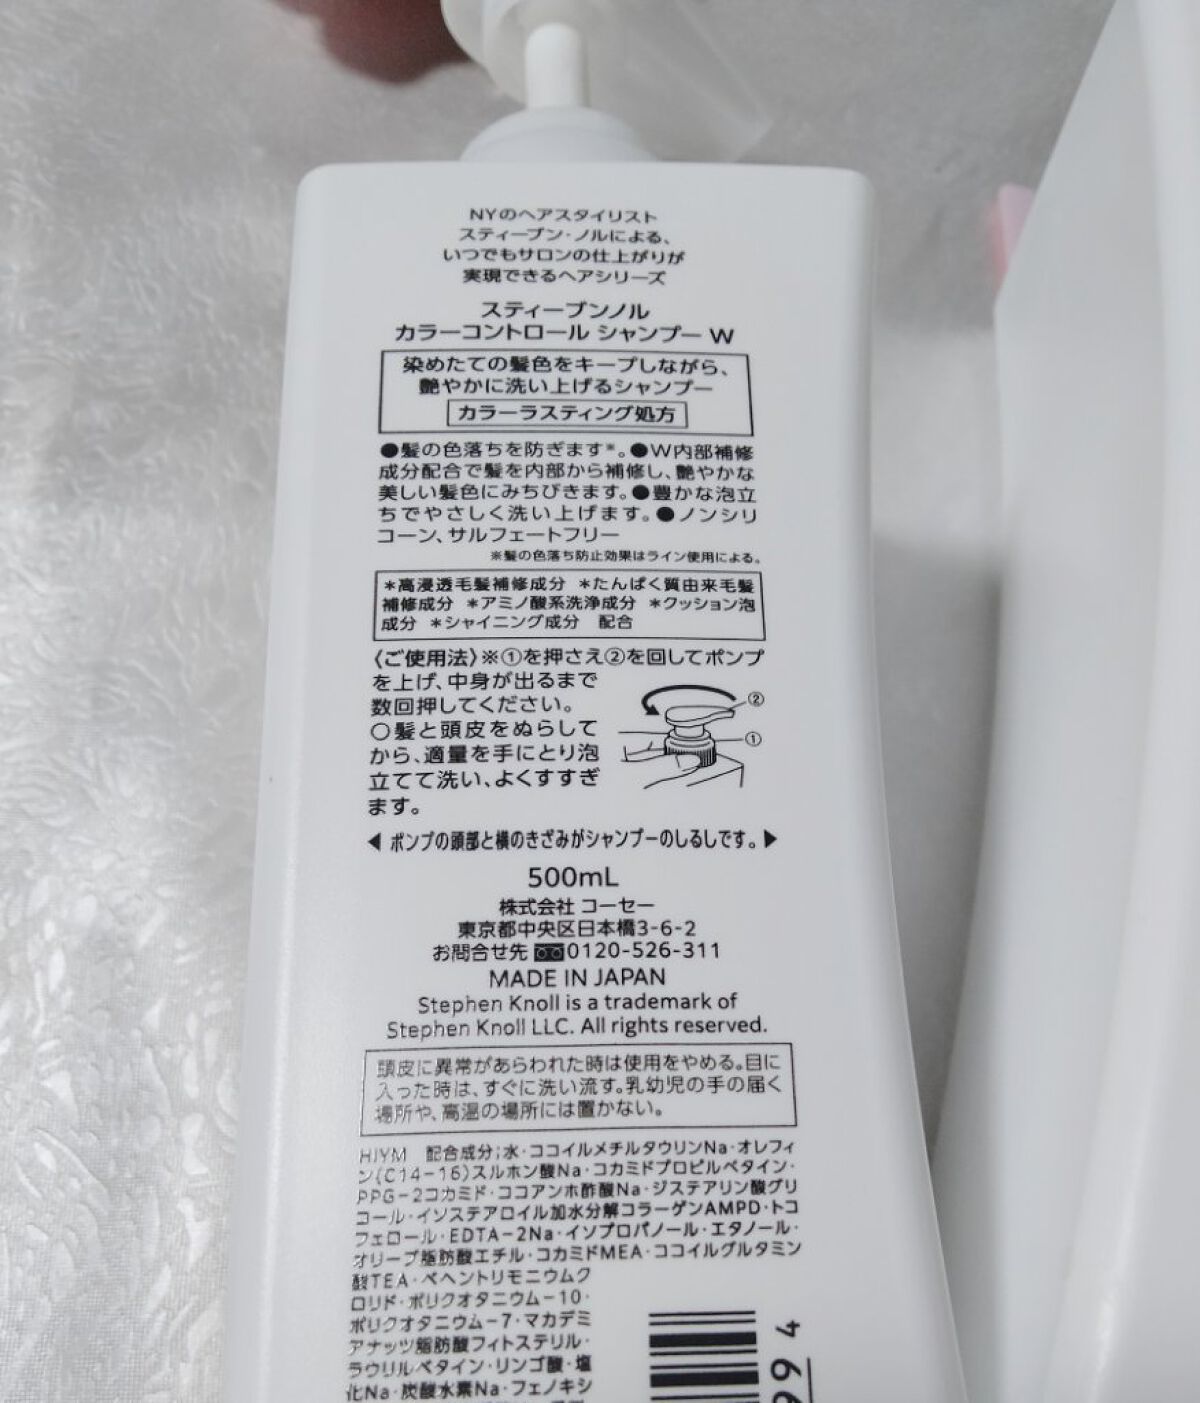 NYのヘアスタイリスト
スティーブン・ノルによる、
いつでもサロンの仕上がりが
実現できるヘアシリーズ
スティーブンノル
カラーコントロール シャンプー W
染めたての髪色をキープしながら、
艶やかに洗い上げるシャンプー
カラーラスティング処方
●髪の色落ちを防ぎます※。●W内部補修
成分配合で髪を内部から補修し、艶やかな
美しい髪色にみちびきます。●豊かな泡立
ちでやさしく洗い上げます。●ノンシリ
コーン、サルフェートフリー
※髪の色落ち防止効果はライン使用による。
*高浸透毛髪補修成分 *たんぱく質由来毛髪
補修成分 *アミノ酸系洗浄成分 *クッション泡
成分 *シャイニング成分 配合
〈ご使用法〉※①を押さえ②を回してポンプ
を上げ、中身が出るまで
数回押してください。
○髪と頭皮をぬらして
から、適量を手にとり泡
立てて洗い、よくすすぎ
ます。
②
①
◀ ポンプの頭部と横のきざみがシャンプーのしるしです。▶
500mL
株式会社 コーセー
東京都中央区日本橋3-6-2
お問合せ先 0120-526-311
MADE IN JAPAN
Stephen Knoll is a trademark of
Stephen Knoll LLC. All rights reserved.
頭皮に異常があらわれた時は使用をやめる。目に
入った時は、すぐに洗い流す。乳幼児の手の届く
場所や、高温の場所には置かない。
HJYM 配合成分;水・ココイルメチルタウリンNa・オレフィ
ン(C14-16)スルホン酸Na・コカミドプロピルベタイン・
PPG-2コカミド・ココアンホ酢酸Na・ジステアリン酸グリ
コール・イソステアロイル加水分解コラーゲンAMPD・トコ
フェロール・EDTA-2Na・イソプロパノール・エタノール・
オリーブ脂肪酸エチル・コカミドMEA・ココイルグルタミン
酸TEA・ベヘントリモニウムク
ロリド・ポリクオタニウム-10・
ポリクオタニウム-7・マカデミ
アナッツ脂肪酸フィトステリル・
ラウリルベタイン・リンゴ酸・塩
化Na・炭酸水素Na・フェノキシ
4 66